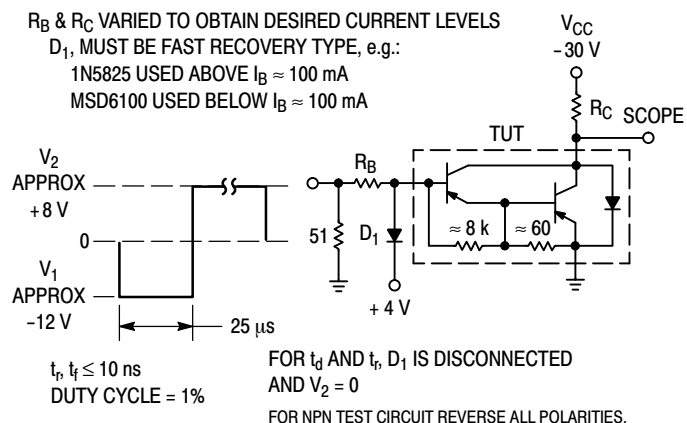 R_B & R_C VARIED TO OBTAIN DESIRED CURRENT LEVELS
D_1, MUST BE FAST RECOVERY TYPE, e.g.:
1N5825 USED ABOVE I_B ≈ 100 mA
MSD6100 USED BELOW I_B ≈ 100 mA
V_CC
-30 V
R_C
SCOPE
TUT
R_B
V_2
APPROX
+8 V
0
V_1
APPROX
-12 V
25 μs
51
D_1
≈ 8 k
≈ 60
+ 4 V
t_r, t_f ≤ 10 ns
DUTY CYCLE = 1%
FOR t_d AND t_r, D_1 IS DISCONNECTED
AND V_2 = 0
FOR NPN TEST CIRCUIT REVERSE ALL POLARITIES.